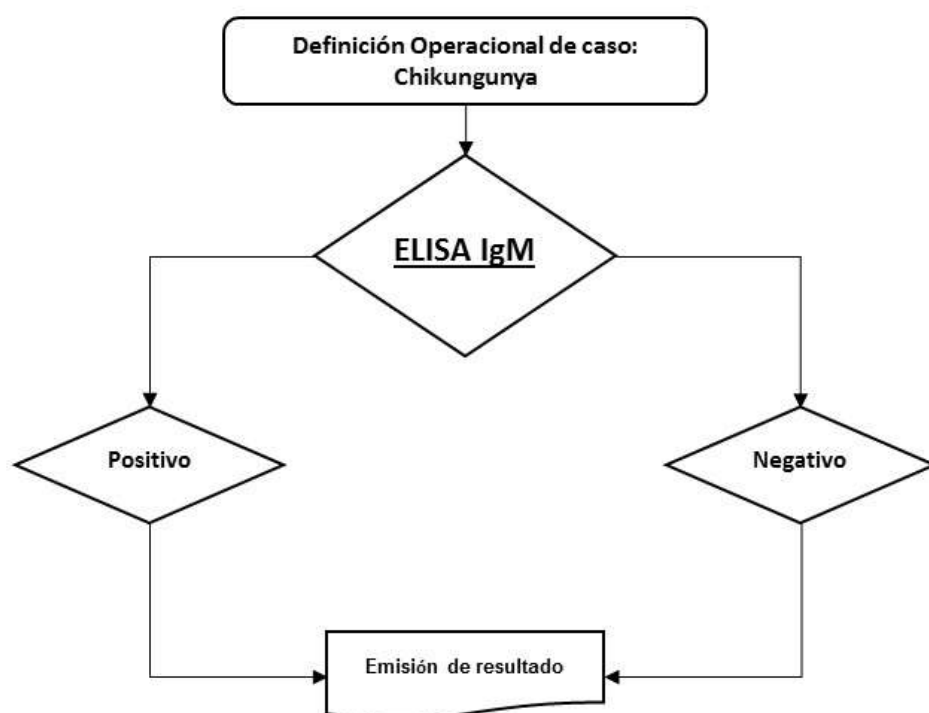 Definición Operacional de caso:
Chikungunya
ELISA IgM
Positivo
Negativo
Emisión de resultado